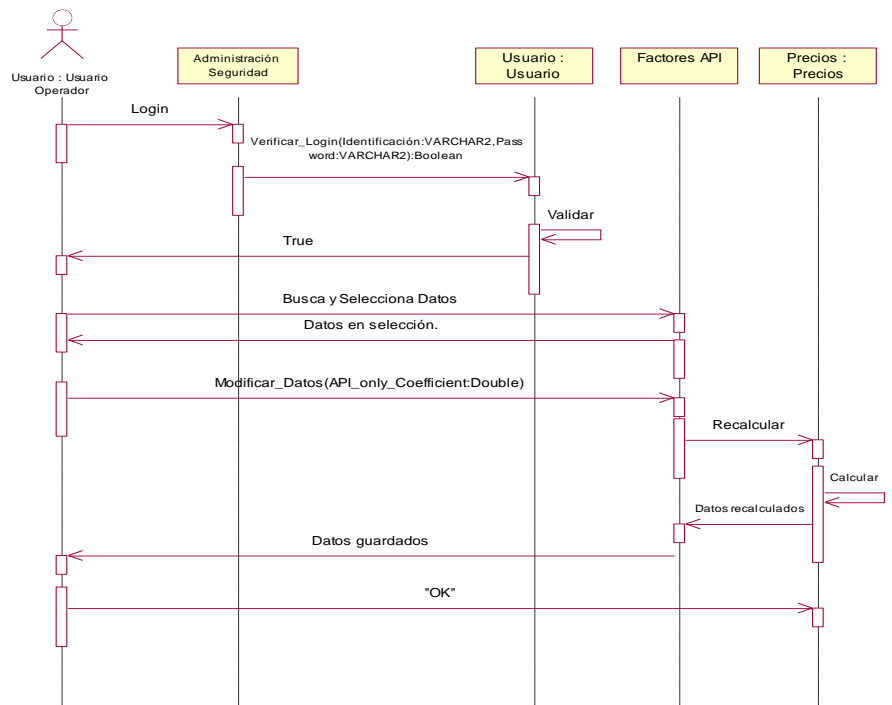 Usuario : Usuario
Operador
Administración
Seguridad
Usuario :
Usuario
Factores API
Precios :
Precios
Login
Verificar_Login(Identificación:VARCHAR2,Pass
word:VARCHAR2):Boolean
Validar
True
Busca y Selecciona Datos
Datos en selección.
Modificar_Datos(API_only_Coefficient:Double)
Recalcular
Calcular
Datos recalculados
Datos guardados
"OK"